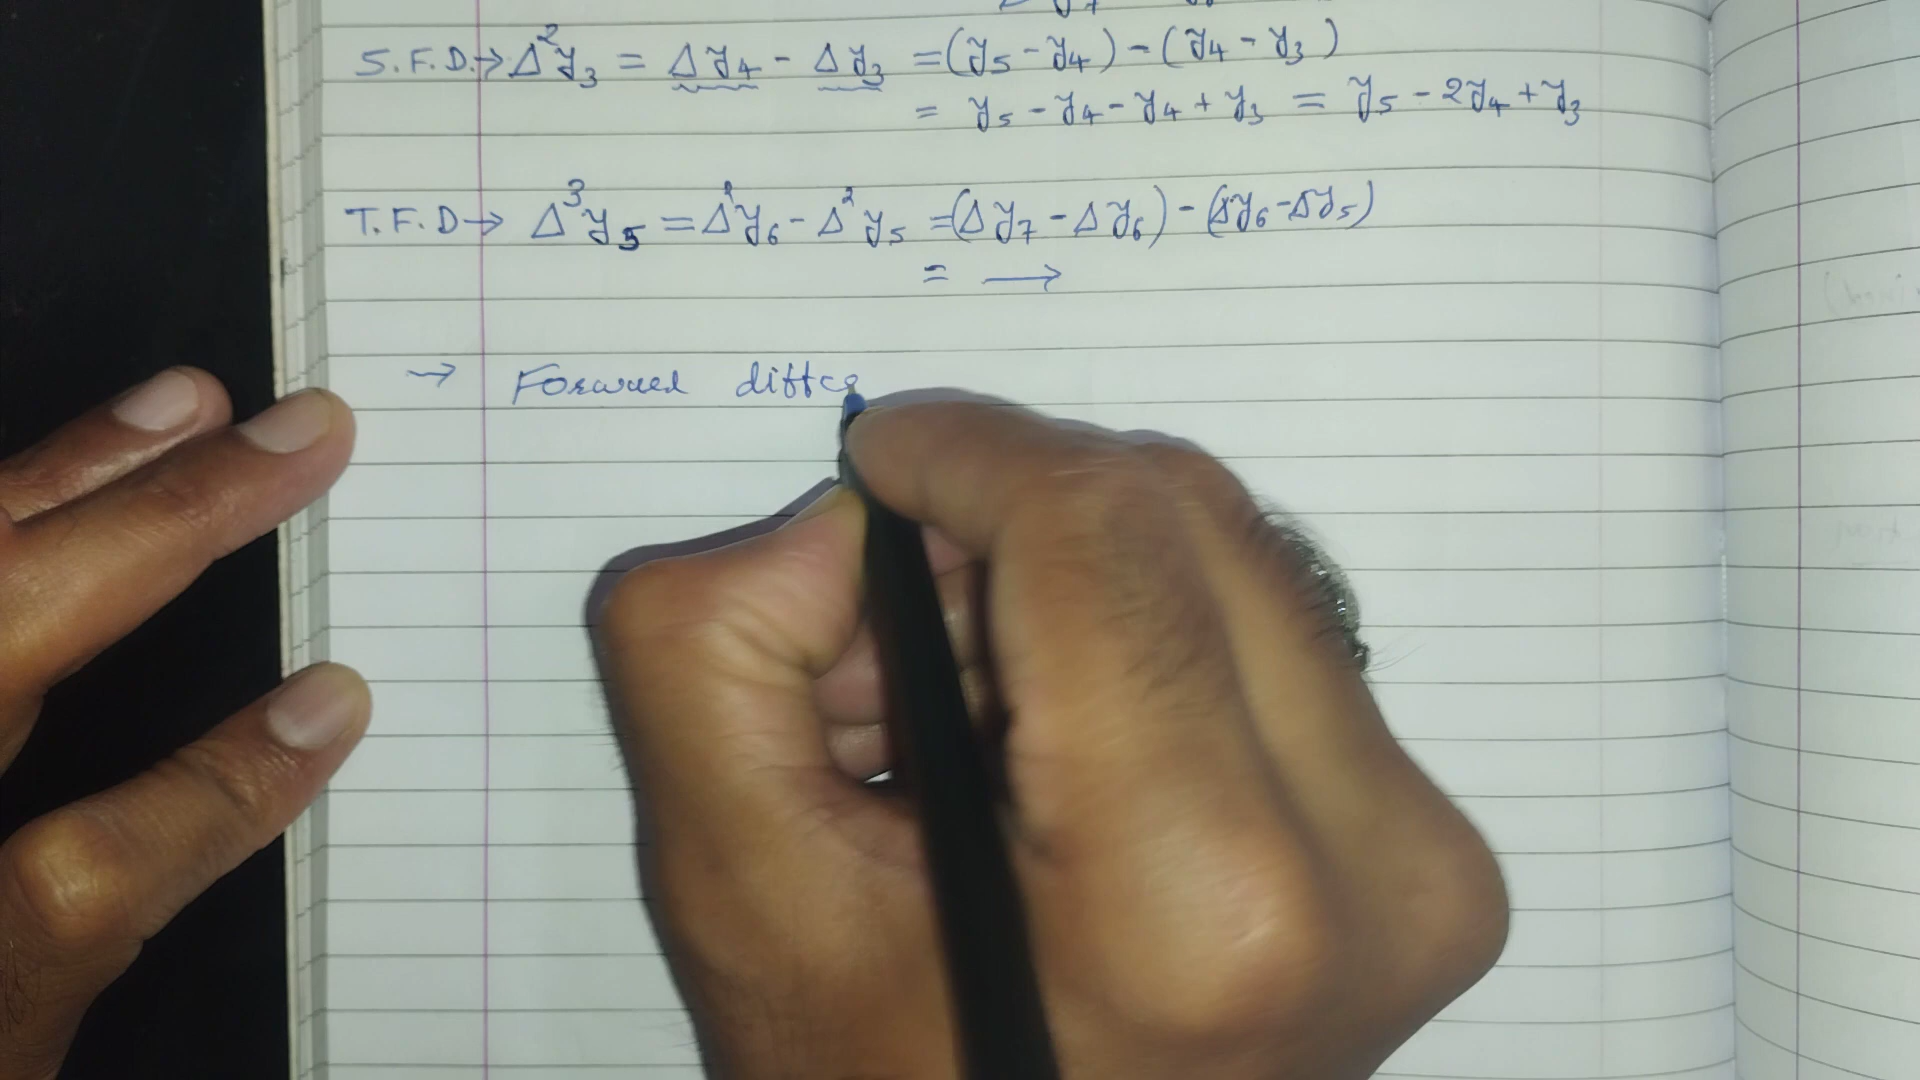 S.F.D.→ Δ²y₃ = Δy₄ - Δy₃ = (y₅ - y₄) - (y₄ - y₃)
= y₅ - y₄ - y₄ + y₃ = y₅ - 2y₄ + y₃
T.F.D→ Δ³y₅ = Δ²y₆ - Δ²y₅ = (Δy₇ - Δy₆) - (Δy₆ - Δy₅)
= →
→ Forward diffe